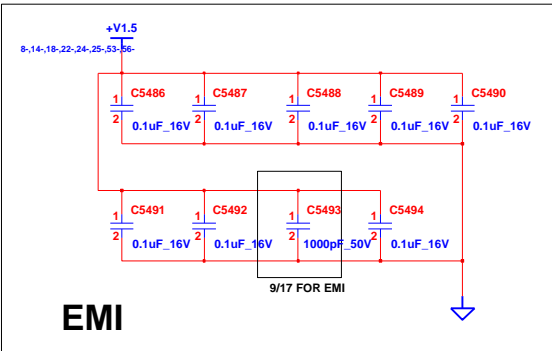 +V1.5
8-,14-,18-,22-,24-,25-,53-,56-
C5486 C5487 C5488 C5489 C5490
1 1 1 1 1
2 2 2 2 2
0.1uF_16V 0.1uF_16V 0.1uF_16V 0.1uF_16V 0.1uF_16V
C5491 C5492 C5493 C5494
1 1 1 1
2 2 2 2
0.1uF_16V 0.1uF_16V 1000pF_50V 0.1uF_16V
9/17 FOR EMI
EMI